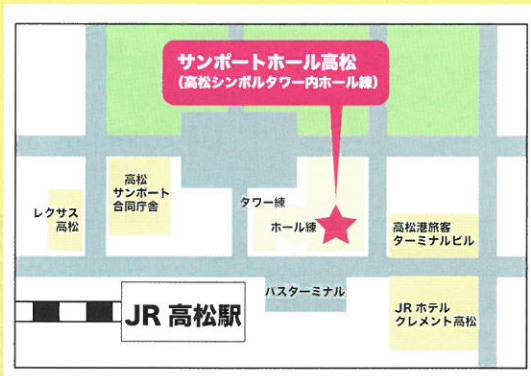 サンポートホール高松
(高松シンボルタワー内ホール練)
高松
サンポート
合同庁舎
レクサス
高松
タワー練
ホール練
高松港旅客
ターミナルビル
バスターミナル
JR 高松駅
JR ホテル
クレメント高松